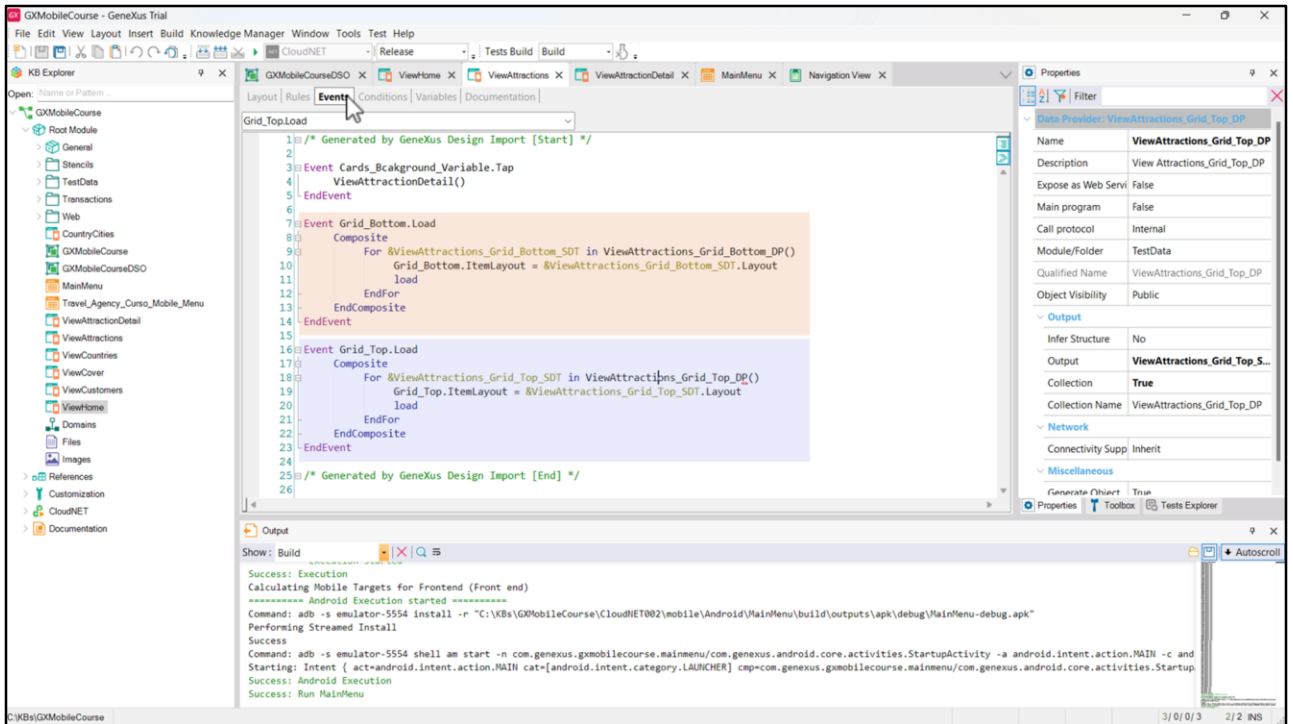 GX GXMobileCourse - GeneXus Trial
File Edit View Layout Insert Build Knowledge Manager Window Tools Test Help
CloudNET Release Tests Build Build
KB Explorer
Open: Name or Pattern...
GXMobileCourse
Root Module
General
Stencils
TestData
Transactions
Web
CountryCities
GXMobileCourse
GXMobileCourseDSO
MainMenu
Travel_Agency_Curso_Mobile_Menu
ViewAttractionDetail
ViewAttractions
ViewCountries
ViewCover
ViewCustomers
ViewHome
Domains
Files
Images
References
Customization
CloudNET
Documentation
GXMobileCourseDSO ViewHome ViewAttractions ViewAttractionDetail MainMenu Navigation View
Layout Rules Events Conditions Variables Documentation
Grid_Top.Load
1 /* Generated by GeneXus Design Import [Start] */
2
3 Event Cards_Bcakground_Variable.Tap
4 ViewAttractionDetail()
5 EndEvent
6
7 Event Grid_Bottom.Load
8 Composite
9 For &ViewAttractions_Grid_Bottom_SDT in ViewAttractions_Grid_Bottom_DP()
10 Grid_Bottom.ItemLayout = &ViewAttractions_Grid_Bottom_SDT.Layout
11 load
12 EndFor
13 EndComposite
14 EndEvent
15
16 Event Grid_Top.Load
17 Composite
18 For &ViewAttractions_Grid_Top_SDT in ViewAttractions_Grid_Top_DP()
19 Grid_Top.ItemLayout = &ViewAttractions_Grid_Top_SDT.Layout
20 load
21 EndFor
22 EndComposite
23 EndEvent
24
25 /* Generated by GeneXus Design Import [End] */
26
Properties
Filter
Data Provider: ViewAttractions_Grid_Top_DP
Name ViewAttractions_Grid_Top_DP
Description View Attractions_Grid_Top_DP
Expose as Web Servi False
Main program False
Call protocol Internal
Module/Folder TestData
Qualified Name ViewAttractions_Grid_Top_DP
Object Visibility Public
Output
Infer Structure No
Output ViewAttractions_Grid_Top_S...
Collection True
Collection Name ViewAttractions_Grid_Top_DP
Network
Connectivity Supp Inherit
Miscellaneous
Generate Object True
Properties Toolbox Tests Explorer
Output
Show: Build Autoscroll
Success: Execution
Calculating Mobile Targets for Frontend (Front end)
========== Android Execution started ==========
Command: adb -s emulator-5554 install -r "C:\KBs\GXMobileCourse\CloudNET002\mobile\Android\MainMenu\build\outputs\apk\debug\MainMenu-debug.apk"
Performing Streamed Install
Success
Command: adb -s emulator-5554 shell am start -n com.genexus.gxmobilecourse.mainmenu/com.genexus.android.core.activities.StartupActivity -a android.intent.action.MAIN -c and
Starting: Intent { act=android.intent.action.MAIN cat=[android.intent.category.LAUNCHER] cmp=com.genexus.gxmobilecourse.mainmenu/com.genexus.android.core.activities.Startup
Success: Android Execution
Success: Run MainMenu
C:\KBs\GXMobileCourse 3/0/0/3 2/2 INS